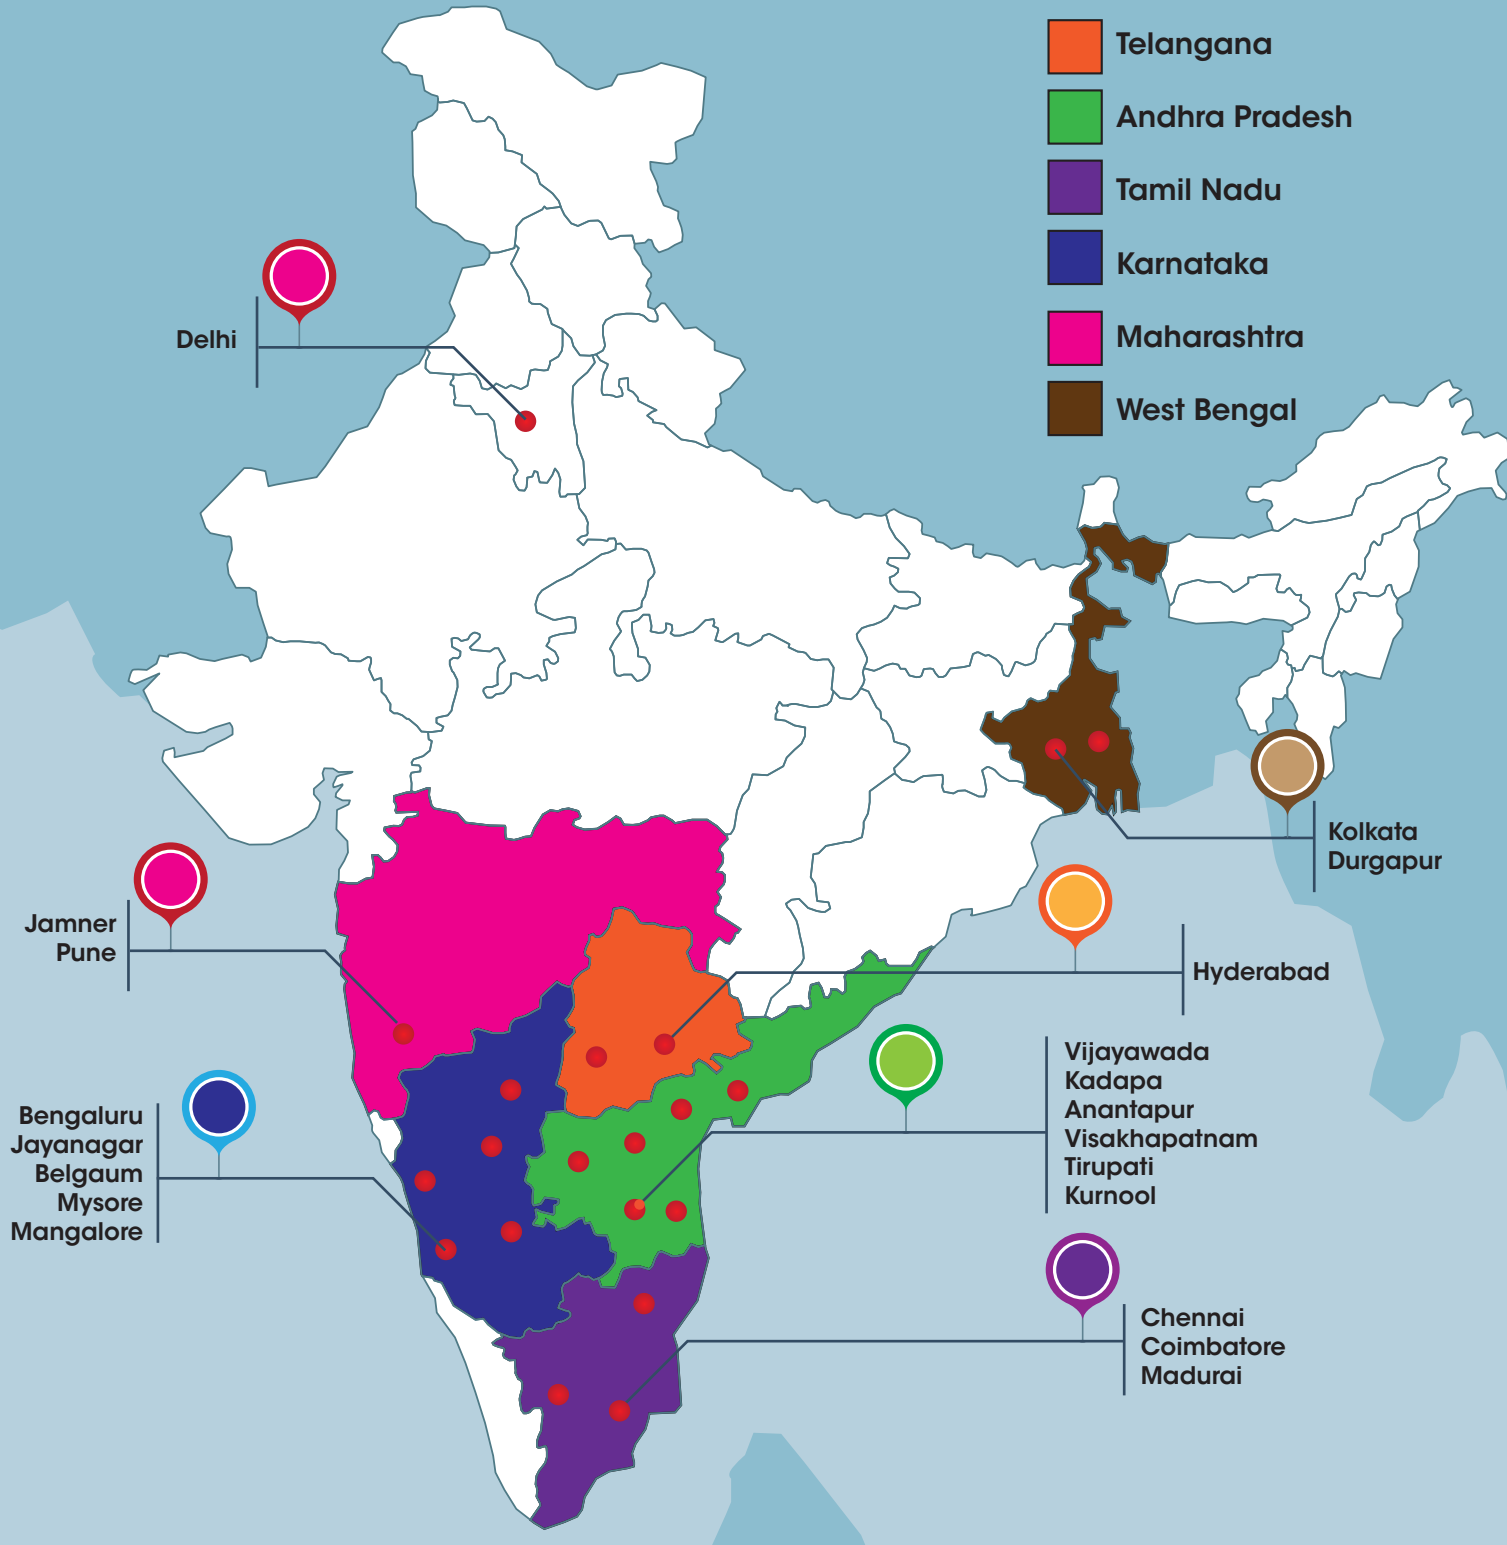 Telangana
Andhra Pradesh
Tamil Nadu
Karnataka
Maharashtra
West Bengal
Delhi
Kolkata
Durgapur
Jamner
Pune
Hyderabad
Vijayawada
Kadapa
Anantapur
Visakhapatnam
Tirupati
Kurnool
Bengaluru
Jayanagar
Belgaum
Mysore
Mangalore
Chennai
Coimbatore
Madurai